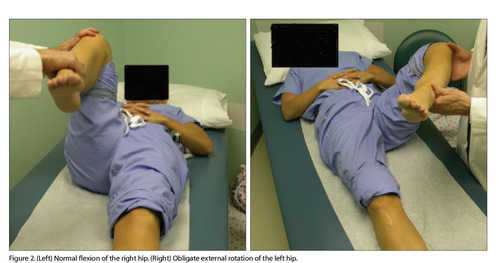 Figure 2. (Left) Normal flexion of the right hip. (Right) Obligate external rotation of the left hip.